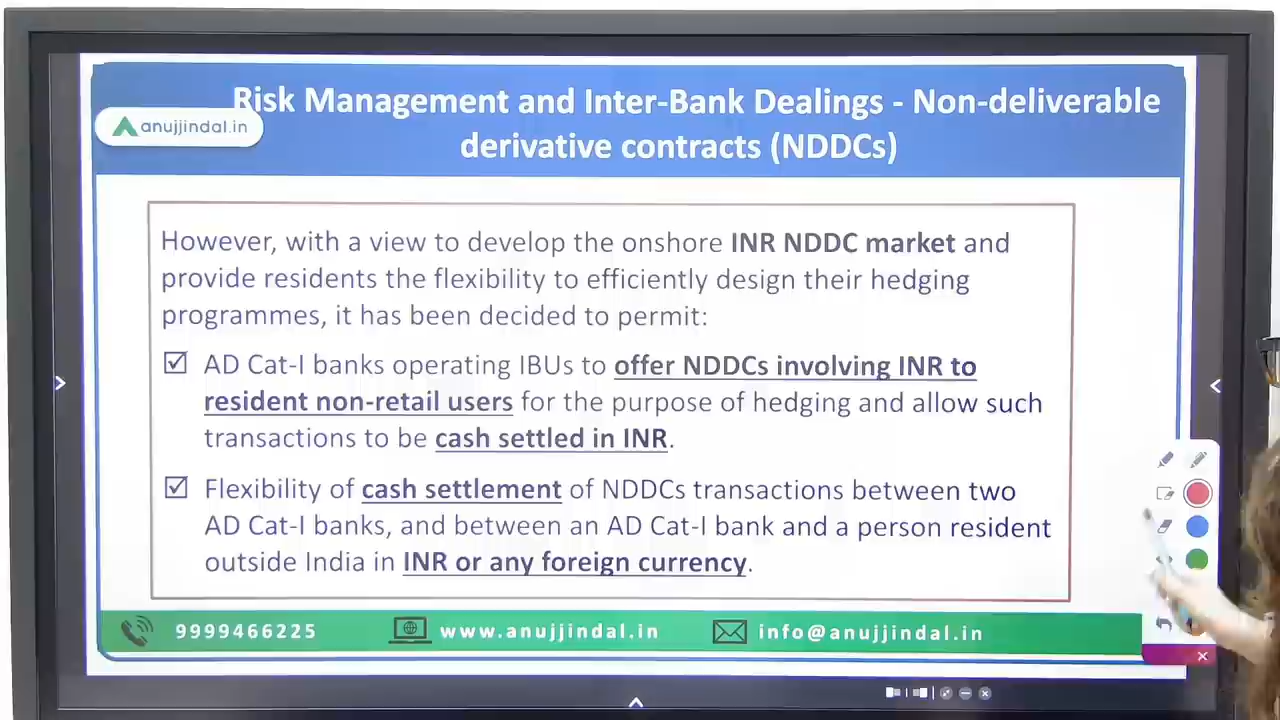 Risk Management and Inter-Bank Dealings - Non-deliverable
derivative contracts (NDDCs)
anujjindal.in
However, with a view to develop the onshore INR NDDC market and
provide residents the flexibility to efficiently design their hedging
programmes, it has been decided to permit:
AD Cat-I banks operating IBUs to offer NDDCs involving INR to
resident non-retail users for the purpose of hedging and allow such
transactions to be cash settled in INR.
Flexibility of cash settlement of NDDCs transactions between two
AD Cat-I banks, and between an AD Cat-I bank and a person resident
outside India in INR or any foreign currency.
9999466225 www.anujjindal.in info@anujjindal.in